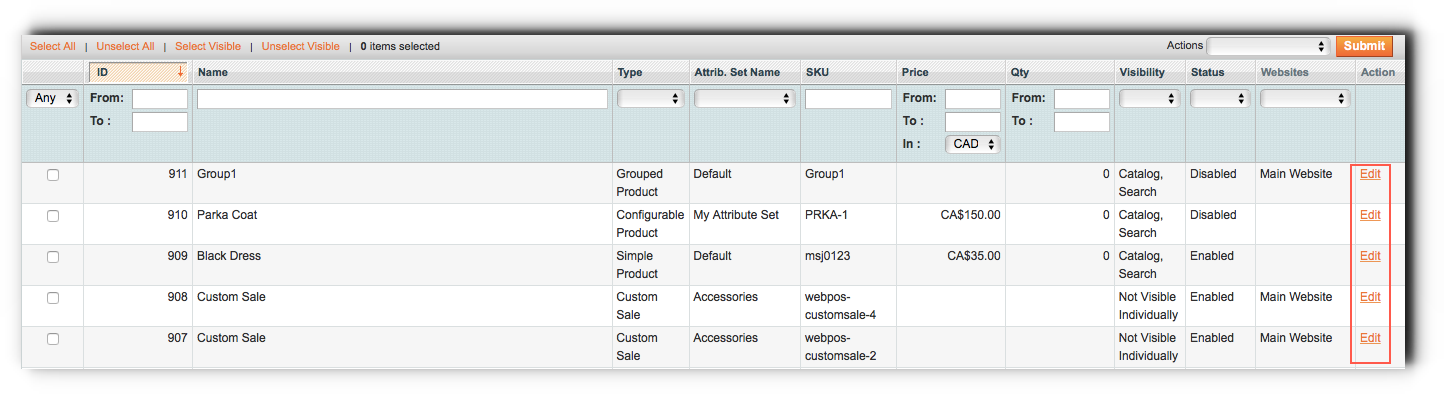 Select All | Unselect All | Select Visible | Unselect Visible | 0 items selected Actions Submit
ID Name Type Attrib. Set Name SKU Price Qty Visibility Status Websites Action
Any From: From: From:
To : To : To :
In : CAD
911 Group1 Grouped Default Group1 0 Catalog, Disabled Main Website Edit
Product Search
910 Parka Coat Configurable My Attribute Set PRKA-1 CA$150.00 0 Catalog, Disabled Edit
Product Search
909 Black Dress Simple Default msj0123 CA$35.00 0 Catalog, Enabled Edit
Product Search
908 Custom Sale Custom Accessories webpos- Not Visible Enabled Main Website Edit
Sale customsale-4 Individually
907 Custom Sale Custom Accessories webpos- Not Visible Enabled Main Website Edit
Sale customsale-2 Individually